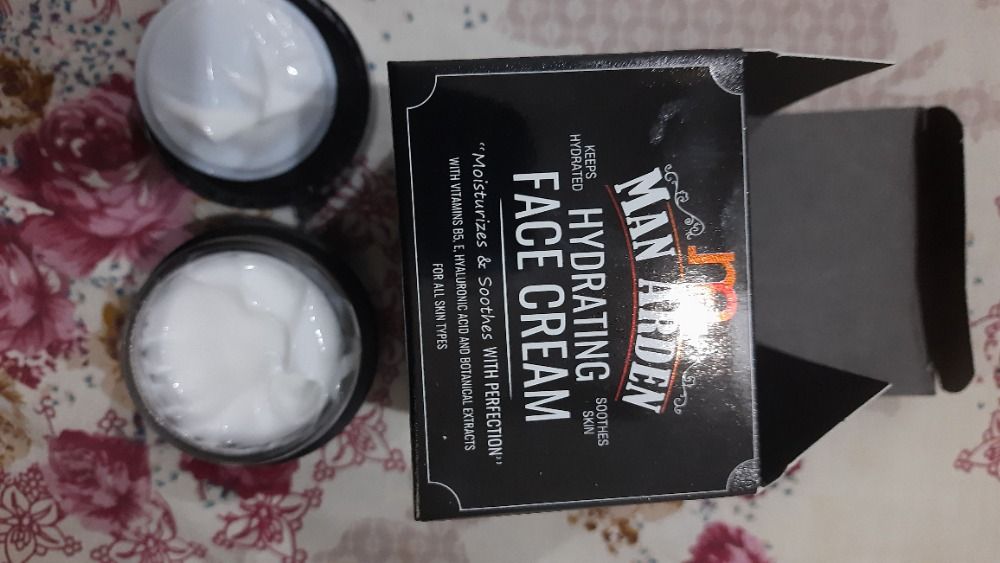 MAN ARDEN
KEEPS
HYDRATED
HYDRATING
SOOTHES
SKIN
FACE CREAM
"Moisturizes & Soothes WITH PERFECTION"
WITH VITAMINS B5, E, HYALURONIC ACID AND BOTANICAL EXTRACTS
FOR ALL SKIN TYPES